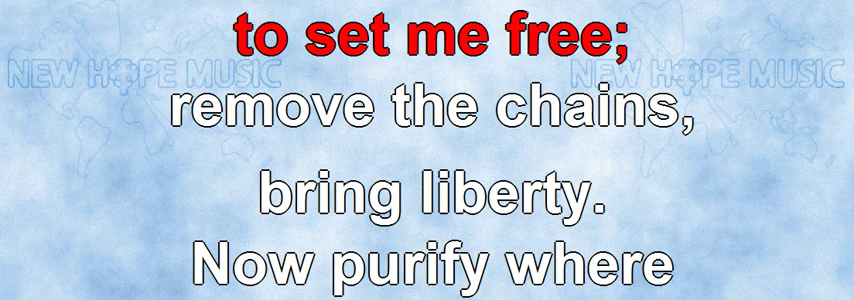 to set me free;
NEW HOPE MUSIC NEW HOPE MUSIC
remove the chains,
bring liberty.
Now purify where